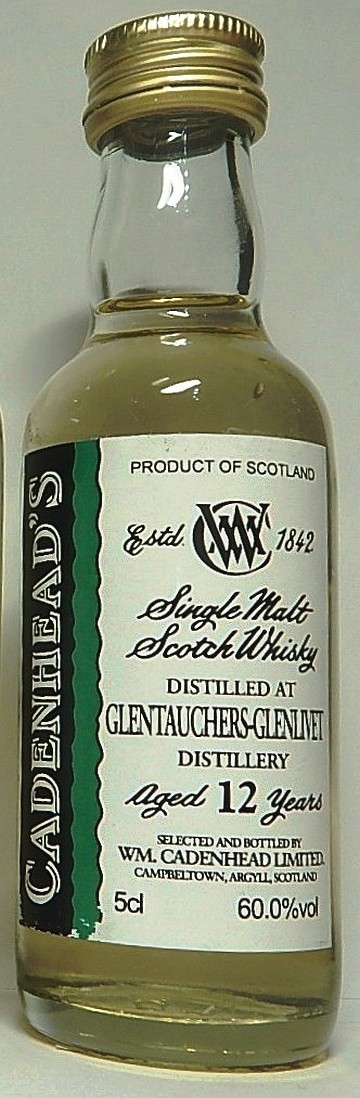 CADENHEAD'S
PRODUCT OF SCOTLAND
Estd. WC 1842
Single Malt
Scotch Whisky
DISTILLED AT
GLENTAUCHERS-GLENLIVET
DISTILLERY
Aged 12 Years
SELECTED AND BOTTLED BY
WM. CADENHEAD LIMITED.
CAMPBELTOWN, ARGYLL, SCOTLAND
5cl 60.0%vol